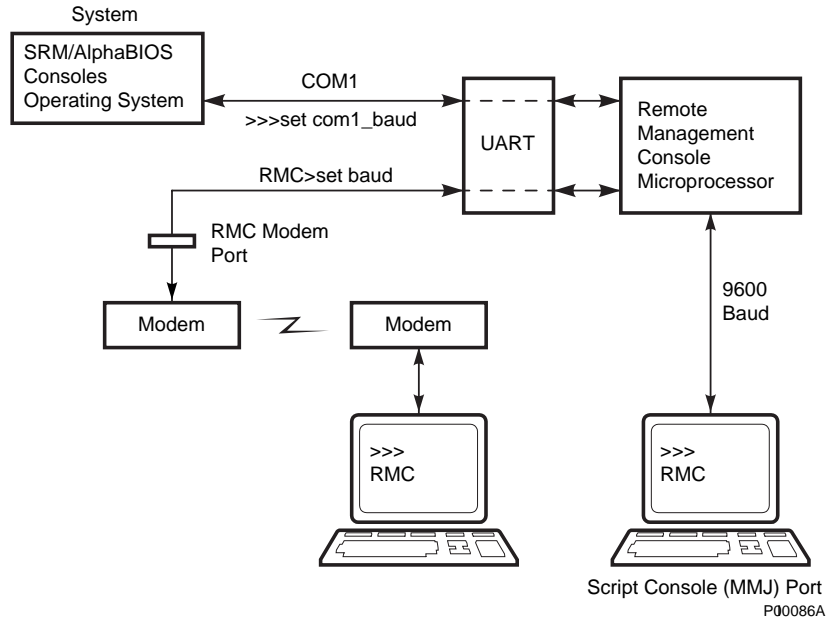 System
SRM/AlphaBIOS
Consoles
Operating System
COM1
>>>set com1_baud
UART
Remote
Management
Console
Microprocessor
RMC>set baud
RMC Modem
Port
9600
Baud
Modem
Modem
>>>
RMC
>>>
RMC
Script Console (MMJ) Port